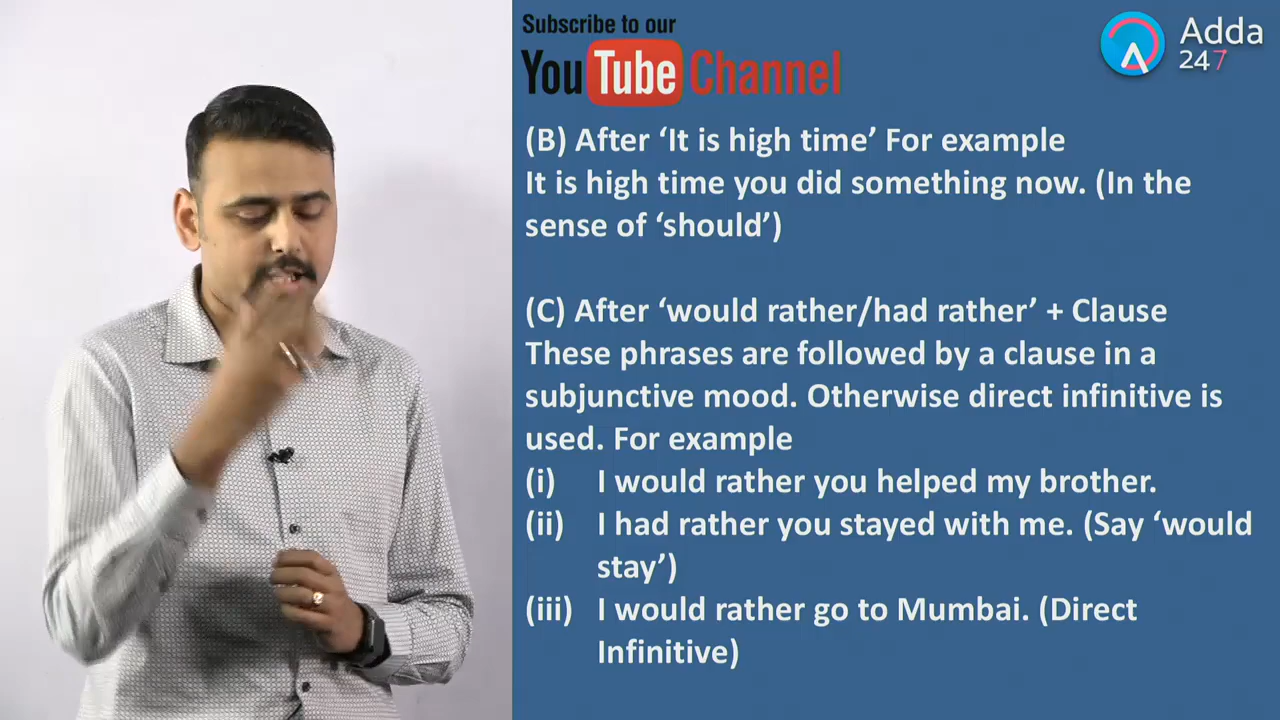 Subscribe to our
YouTube Channel
Adda
247
(B) After ‘It is high time’ For example
It is high time you did something now. (In the
sense of ‘should’)
(C) After ‘would rather/had rather’ + Clause
These phrases are followed by a clause in a
subjunctive mood. Otherwise direct infinitive is
used. For example
(i) I would rather you helped my brother.
(ii) I had rather you stayed with me. (Say ‘would
stay’)
(iii) I would rather go to Mumbai. (Direct
Infinitive)